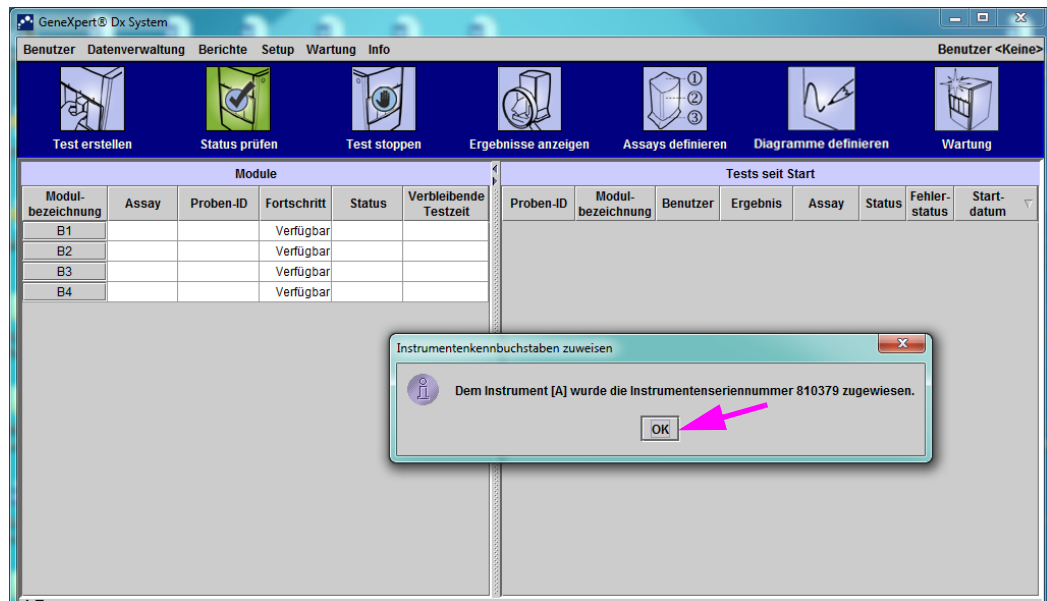 GeneXpert® Dx System
Benutzer Datenverwaltung Berichte Setup Wartung Info Benutzer <Keine>
Test erstellen Status prüfen Test stoppen Ergebnisse anzeigen Assays definieren Diagramme definieren Wartung
1
2
3
Module
Modul-bezeichnung Assay Proben-ID Fortschritt Status Verbleibende Testzeit
B1 Verfügbar
B2 Verfügbar
B3 Verfügbar
B4 Verfügbar
Tests seit Start
Proben-ID Modul-bezeichnung Benutzer Ergebnis Assay Status Fehler-status Start-datum
Instrumentenkennbuchstaben zuweisen
Dem Instrument [A] wurde die Instrumentenseriennummer 810379 zugewiesen.
OK